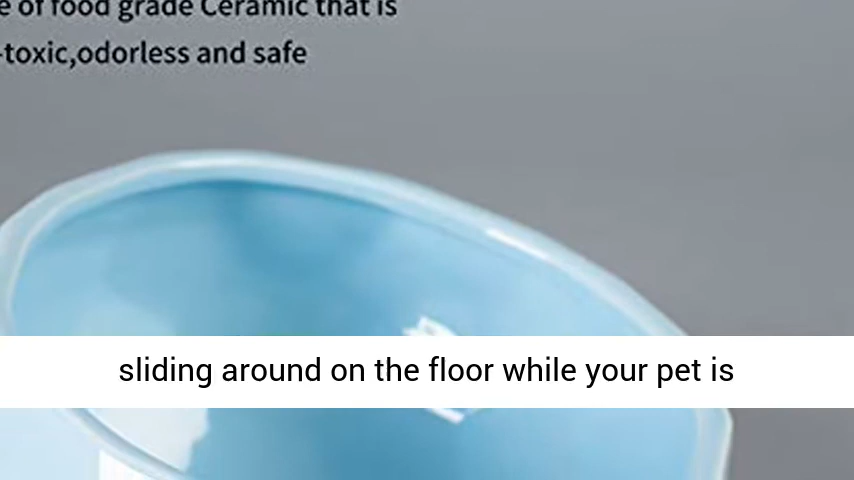 e of food grade Ceramic that is
-toxic,odorless and safe
sliding around on the floor while your pet is